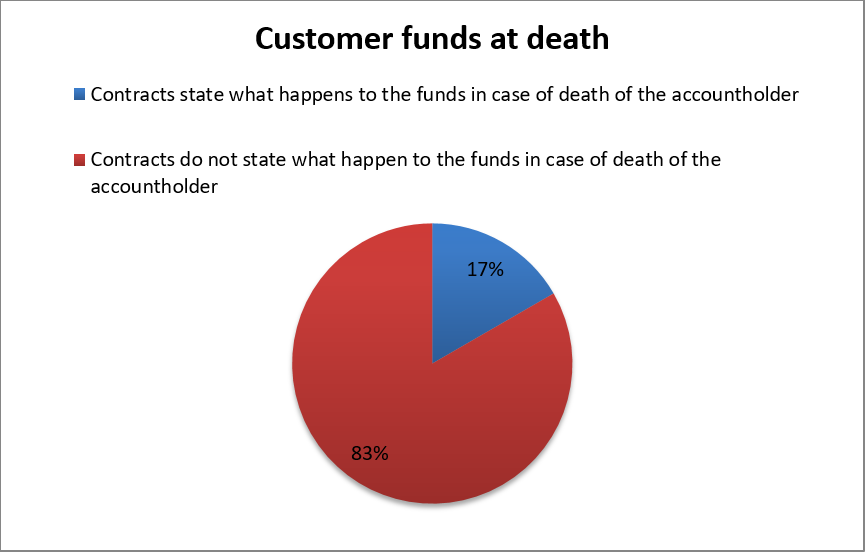 Customer funds at death
Contracts state what happens to the funds in case of death of the accountholder
Contracts do not state what happen to the funds in case of death of the
accountholder
17%
83%